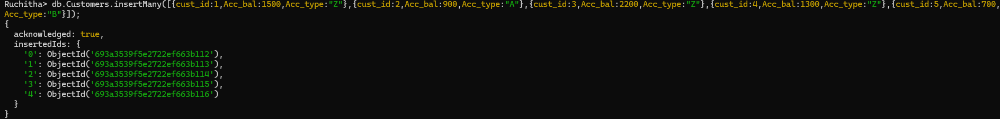 Ruchitha> db.Customers.insertMany([{cust_id:1,Acc_bal:1500,Acc_type:"Z"},{cust_id:2,Acc_bal:900,Acc_type:"A"},{cust_id:3,Acc_bal:2200,Acc_type:"Z"},{cust_id:4,Acc_bal:1300,Acc_type:"Z"},{cust_id:5,Acc_bal:700,
Acc_type:"B"}]);
{
  acknowledged: true,
  insertedIds: {
    '0': ObjectId('693a3539f5e2722ef663b112'),
    '1': ObjectId('693a3539f5e2722ef663b113'),
    '2': ObjectId('693a3539f5e2722ef663b114'),
    '3': ObjectId('693a3539f5e2722ef663b115'),
    '4': ObjectId('693a3539f5e2722ef663b116')
  }
}